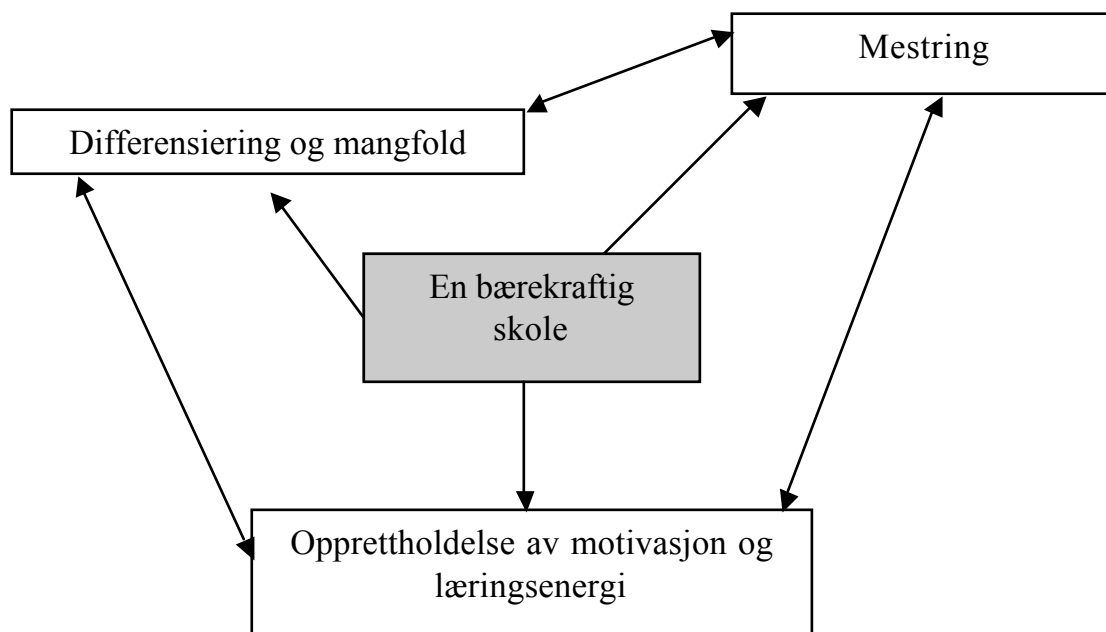 Mestring
Differensiering og mangfold
En bærekraftig
skole
Opprettholdelse av motivasjon og
læringsenergi